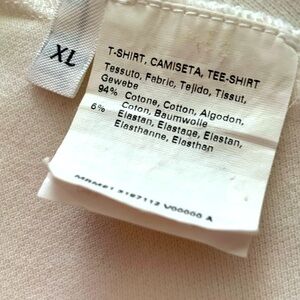 XL
T-SHIRT, CAMISETA, TEE-SHIRT
Tessuto, Fabric, Tejido, Tissut,
Gewebe
94% Cotone, Cotton, Algodon,
Coton, Baumwolle
6% Elastan, Elastane, Elastan,
Elasthanne, Elasthan
V00000 A